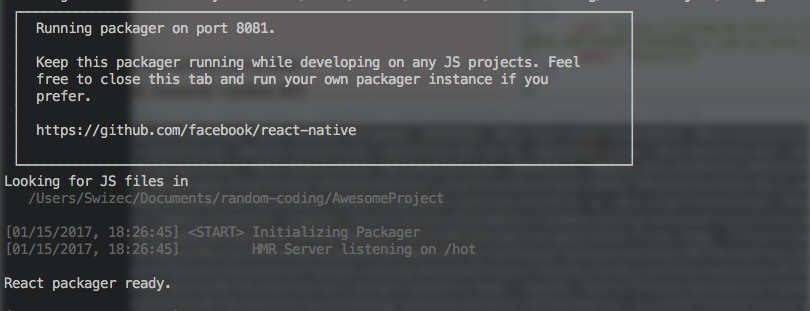 Running packager on port 8081.
Keep this packager running while developing on any JS projects. Feel
free to close this tab and run your own packager instance if you
prefer.
https://github.com/facebook/react-native
Looking for JS files in
/Users/Swizec/Documents/random-coding/AwesomeProject
[01/15/2017, 18:26:45] <START> Initializing Packager
[01/15/2017, 18:26:45] HMR Server listening on /hot
React packager ready.